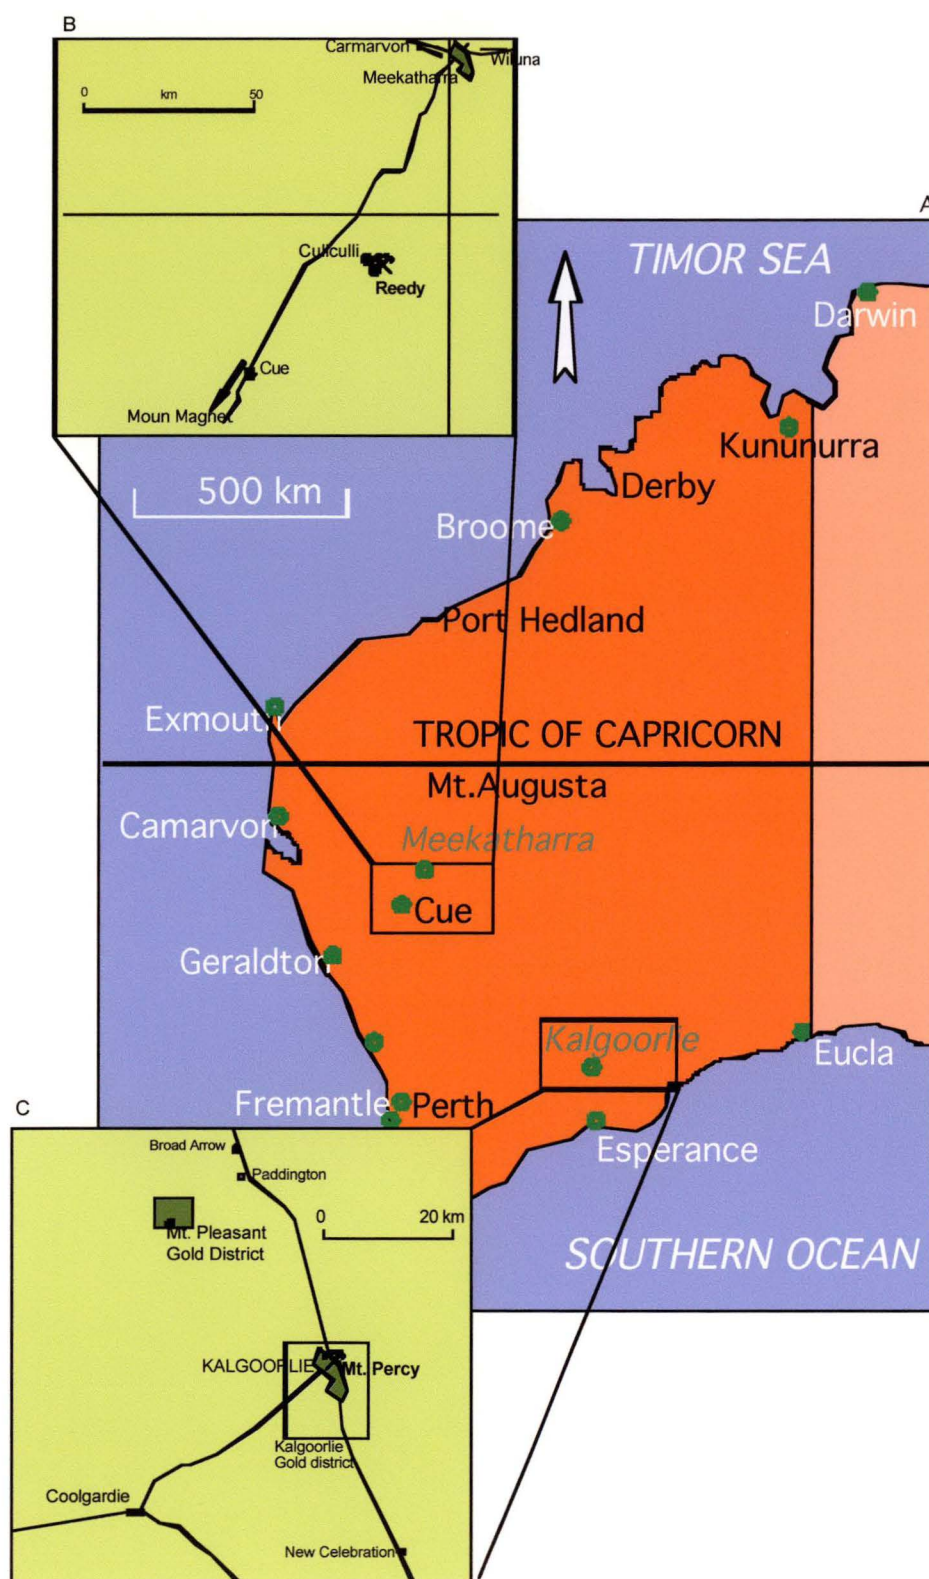 B
Carmarvon
Wiluna
Meekatharra
0 km 50
Culiculli
Reedy
Cue
Moun Magnet
A
TIMOR SEA
Darwin
Kununurra
Derby
500 km
Broome
Port Hedland
Exmouth
TROPIC OF CAPRICORN
Mt.Augusta
Camarvon
Meekatharra
Cue
Geraldton
Kalgoorlie
Eucla
Fremantle
Perth
Esperance
SOUTHERN OCEAN
C
Broad Arrow
Paddington
0 20 km
Mt. Pleasant
Gold District
KALGOORLIE
Mt. Percy
Kalgoorlie
Gold district
Coolgardie
New Celebration